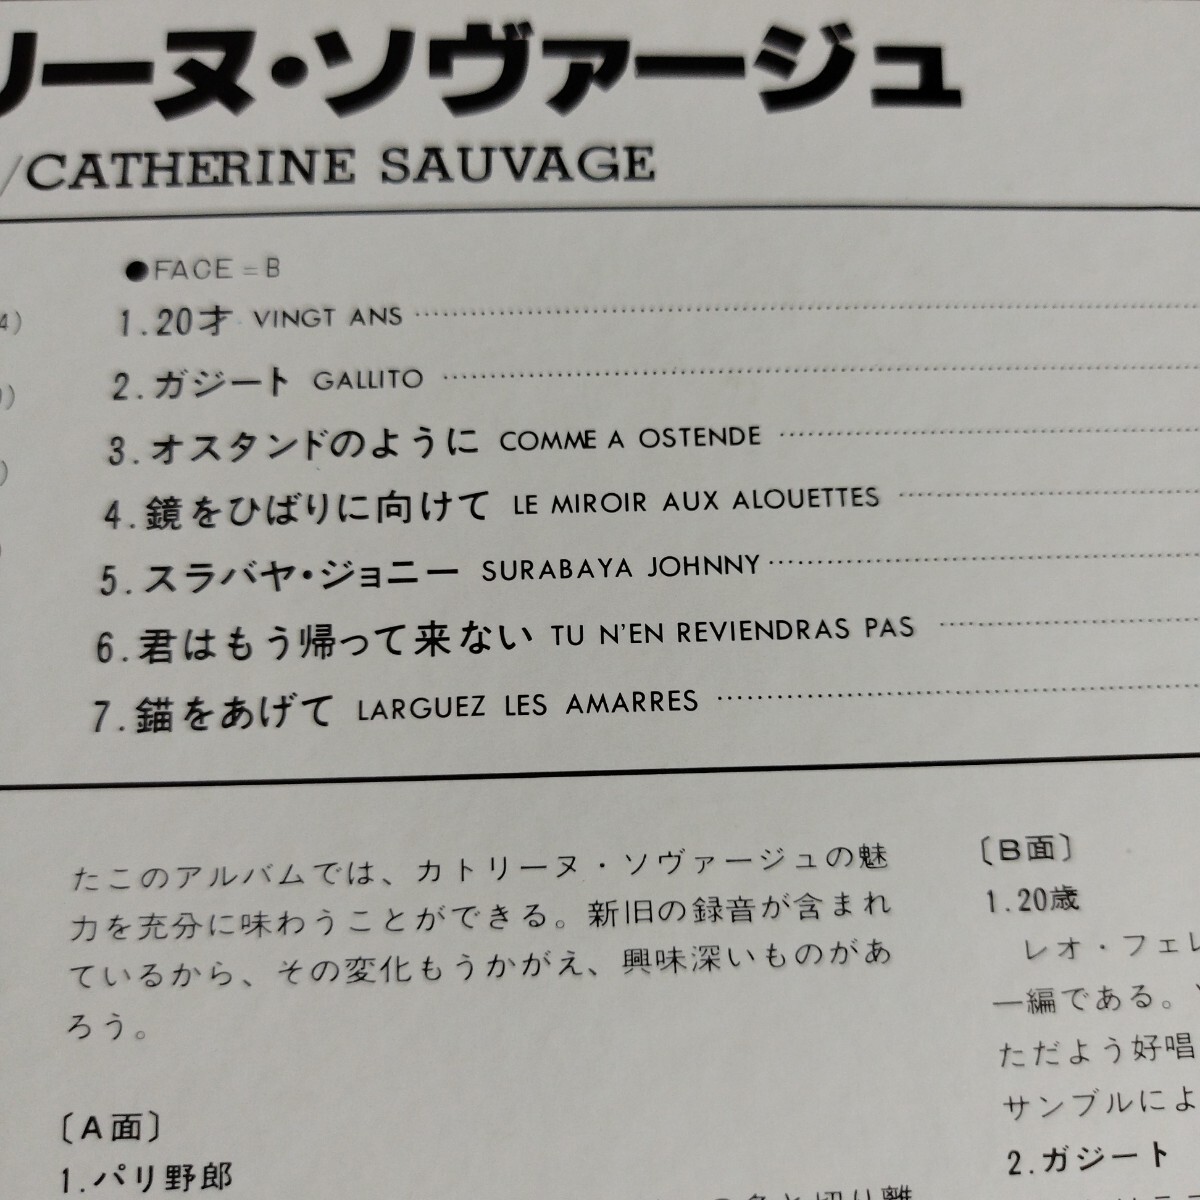 リーヌ・ソヴァージュ
/CATHERINE SAUVAGE
●FACE=B
1.20才 VINGT ANS
2.ガジート GALLITO
3.オスタンドのように COMME A OSTENDE
4.鏡をひばりに向けて LE MIROIR AUX ALOUETTES
5.スラバヤ・ジョニー SURABAYA JOHNNY
6.君はもう帰って来ない TU N'EN REVIENDRAS PAS
7.錨をあげて LARGUEZ LES AMARRES
4)
たこのアルバムでは、カトリーヌ・ソヴァージュの魅
力を充分に味わうことができる。新旧の録音が含まれ
ているから、その変化もうかがえ、興味深いものがあ
ろう。
〔A面〕
1.パリ野郎
〔B面〕
1.20歳
レオ・フェレ
一編である。
ただよう好唱
サンブルによ
2.ガジート